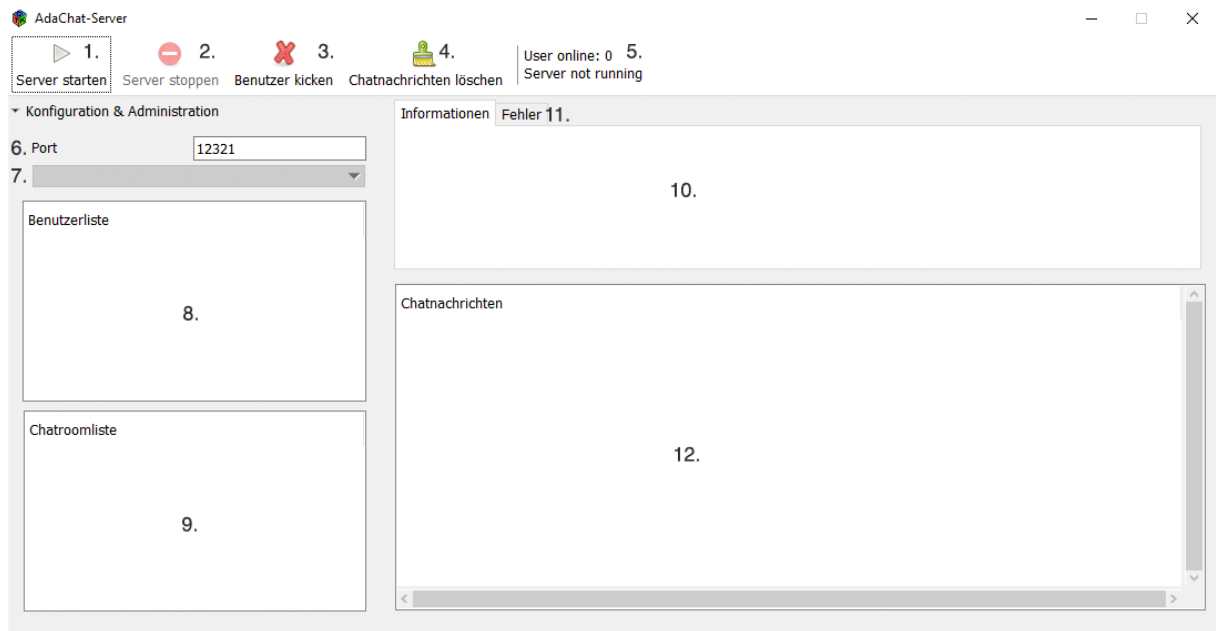 AdaChat-Server
1. 2. 3. 4. User online: 0 5.
Server starten Server stoppen Benutzer kicken Chatnachrichten löschen Server not running
Konfiguration & Administration
6. Port 12321
7.
Benutzerliste
8.
Chatroomliste
9.
Informationen Fehler 11.
10.
Chatnachrichten
12.